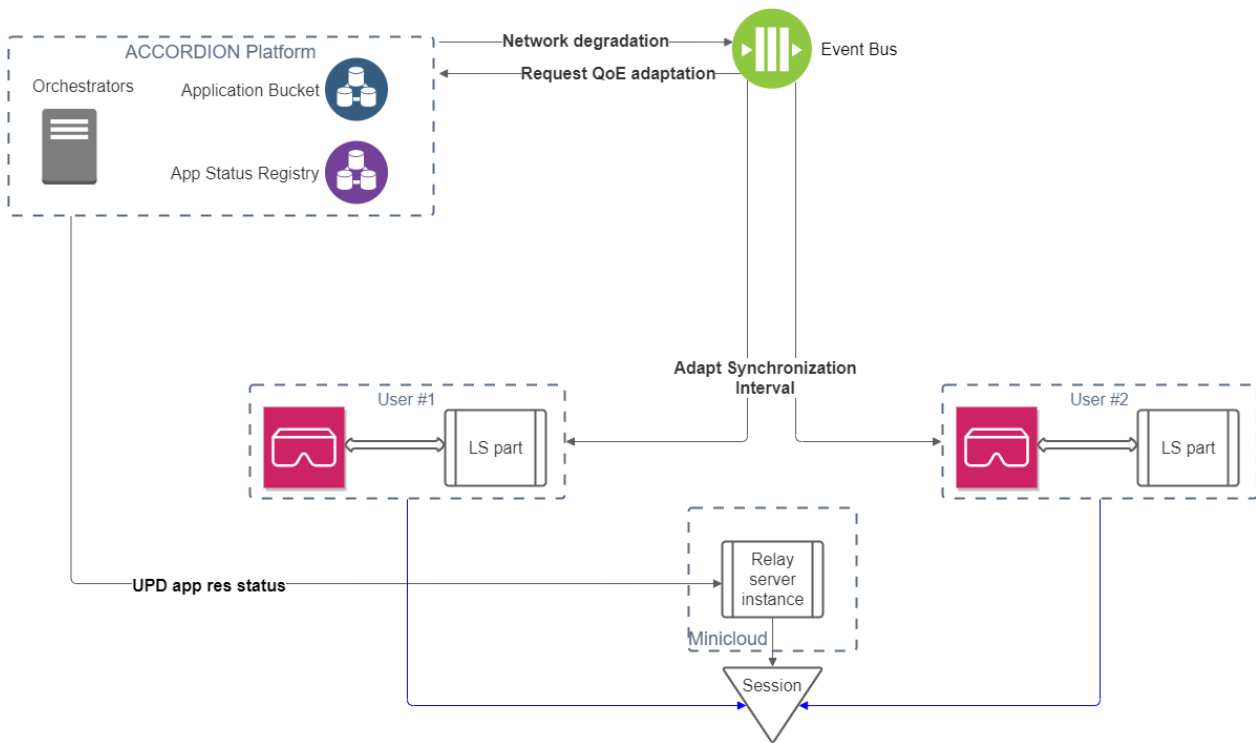 ACCORDION Platform
Orchestrators
Application Bucket
App Status Registry
Network degradation
Request QoE adaptation
Event Bus
Adapt Synchronization
Interval
User #1
LS part
User #2
LS part
UPD app res status
Relay
server
instance
Minicloud
Session